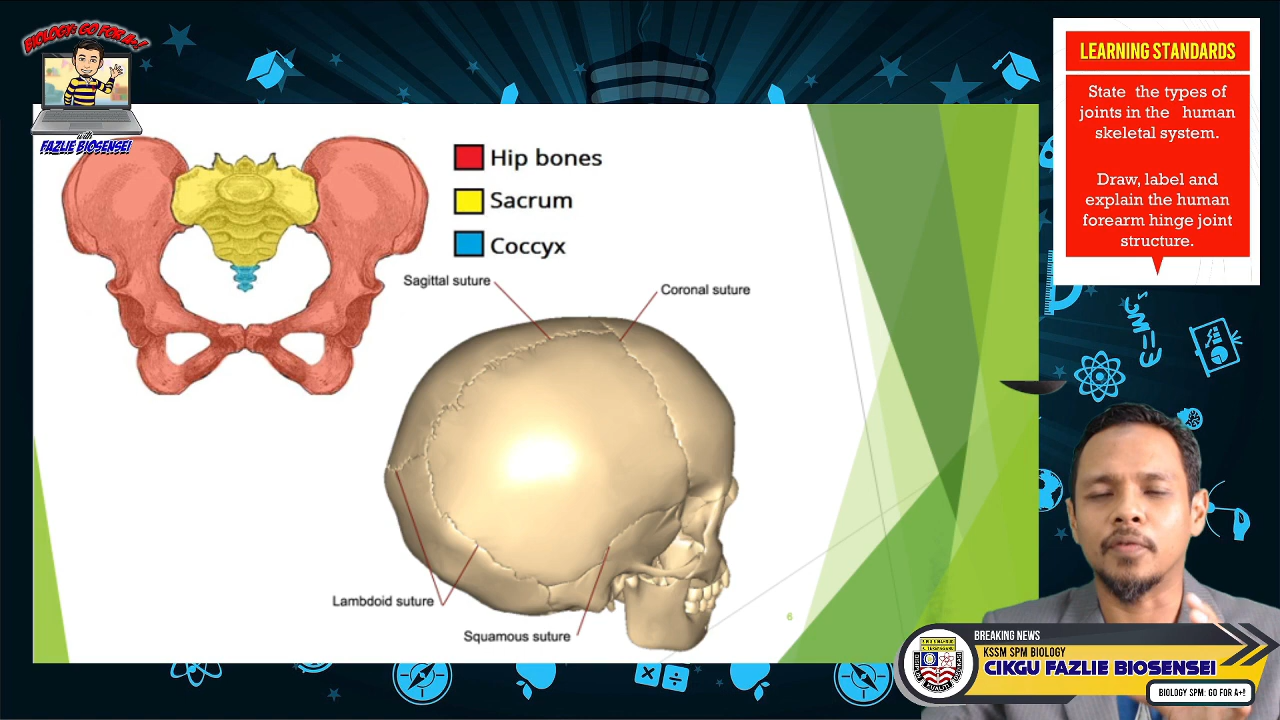 BIOLOGY: GO FOR A+!
with
FAZLIE BIOSENSEI
Hip bones
Sacrum
Coccyx
Sagittal suture
Coronal suture
Lambdoid suture
Squamous suture
6
LEARNING STANDARDS
State the types of
joints in the human
skeletal system.
Draw, label and
explain the human
forearm hinge joint
structure.
BREAKING NEWS
KSSM SPM BIOLOGY
CIKGU FAZLIE BIOSENSEI
BIOLOGY SPM: GO FOR A+!